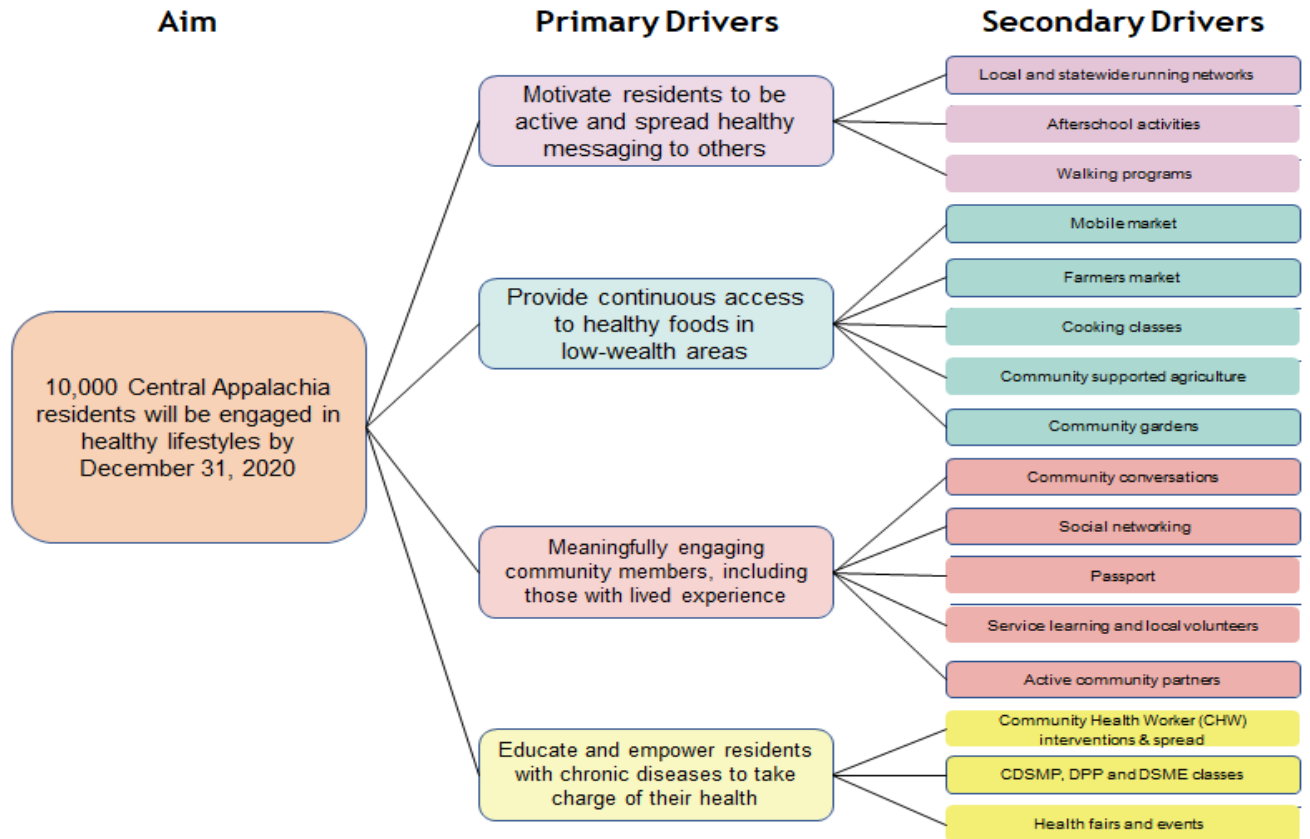 Aim
Primary Drivers
Secondary Drivers
10,000 Central Appalachia
residents will be engaged in
healthy lifestyles by
December 31, 2020
Motivate residents to be
active and spread healthy
messaging to others
Local and statewide running networks
Afterschool activities
Walking programs
Provide continuous access
to healthy foods in
low-wealth areas
Mobile market
Farmers market
Cooking classes
Community supported agriculture
Community gardens
Meaningfully engaging
community members, including
those with lived experience
Community conversations
Social networking
Passport
Service learning and local volunteers
Active community partners
Educate and empower residents
with chronic diseases to take
charge of their health
Community Health Worker (CHW)
interventions & spread
CDSMP, DPP and DSME classes
Health fairs and events